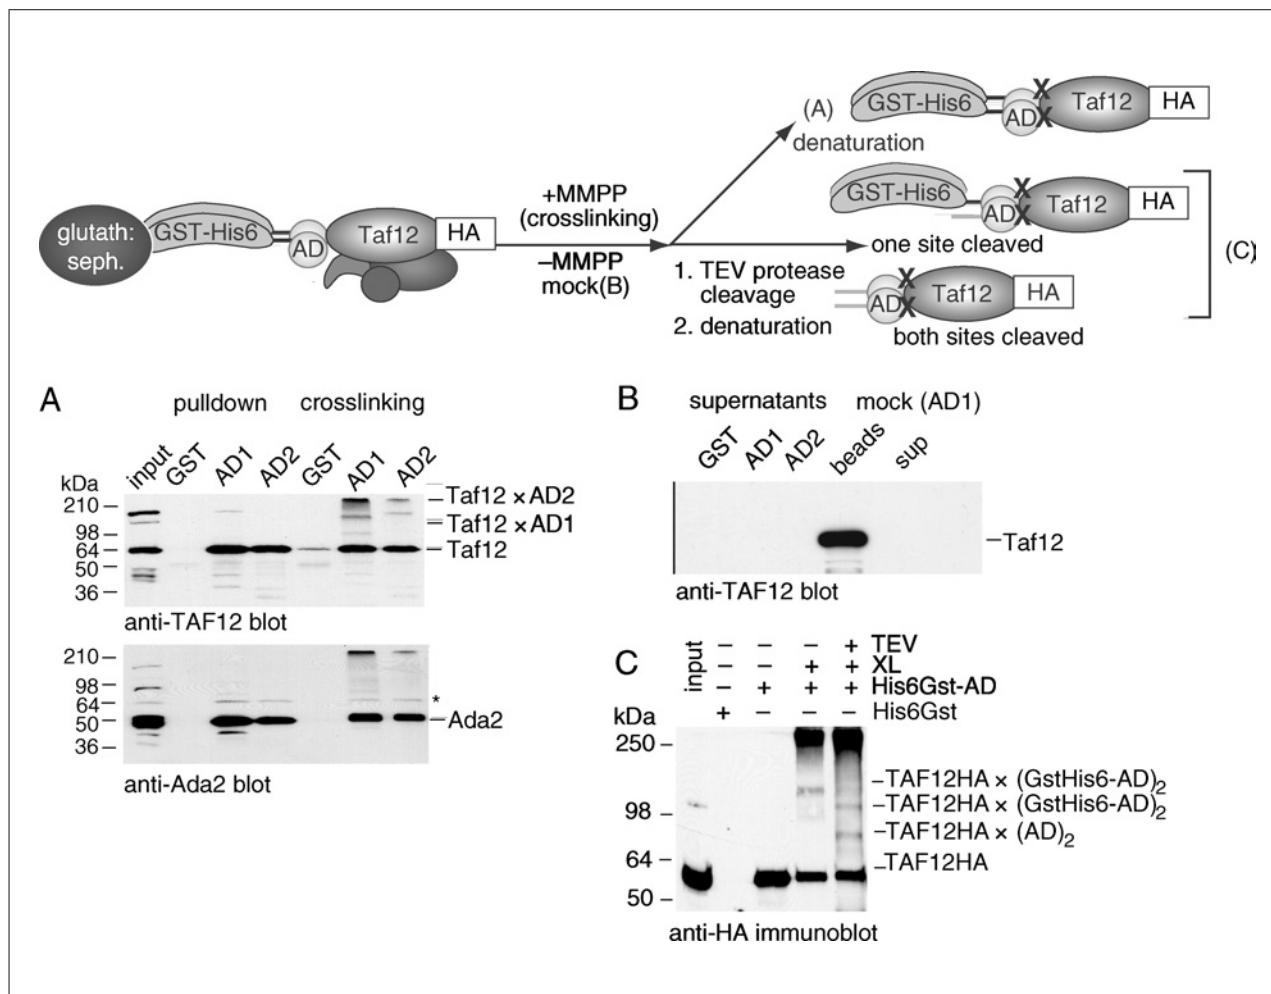 GST-His6
AD
Taf12
HA
(A)
denaturation
glutath:
seph.
GST-His6
AD
Taf12
HA
+MMPP
(crosslinking)
–MMPP
mock(B)
GST-His6
AD
Taf12
HA
one site cleaved
(C)
1. TEV protease
cleavage
2. denaturation
AD
Taf12
HA
both sites cleaved
A
pulldown
crosslinking
input
GST
AD1
AD2
GST
AD1
AD2
kDa
210
98
64
50
36
Taf12 × AD2
Taf12 × AD1
Taf12
anti-TAF12 blot
210
98
64
50
36
*
Ada2
anti-Ada2 blot
B
supernatants
mock (AD1)
GST
AD1
AD2
beads
sup
Taf12
anti-TAF12 blot
C
input
– – – – + TEV
– – + + XL
– + + + His6Gst-AD
+ – – – His6Gst
kDa
250
98
64
50
TAF12HA × (GstHis6-AD)2
TAF12HA × (GstHis6-AD)2
TAF12HA × (AD)2
TAF12HA
anti-HA immunoblot